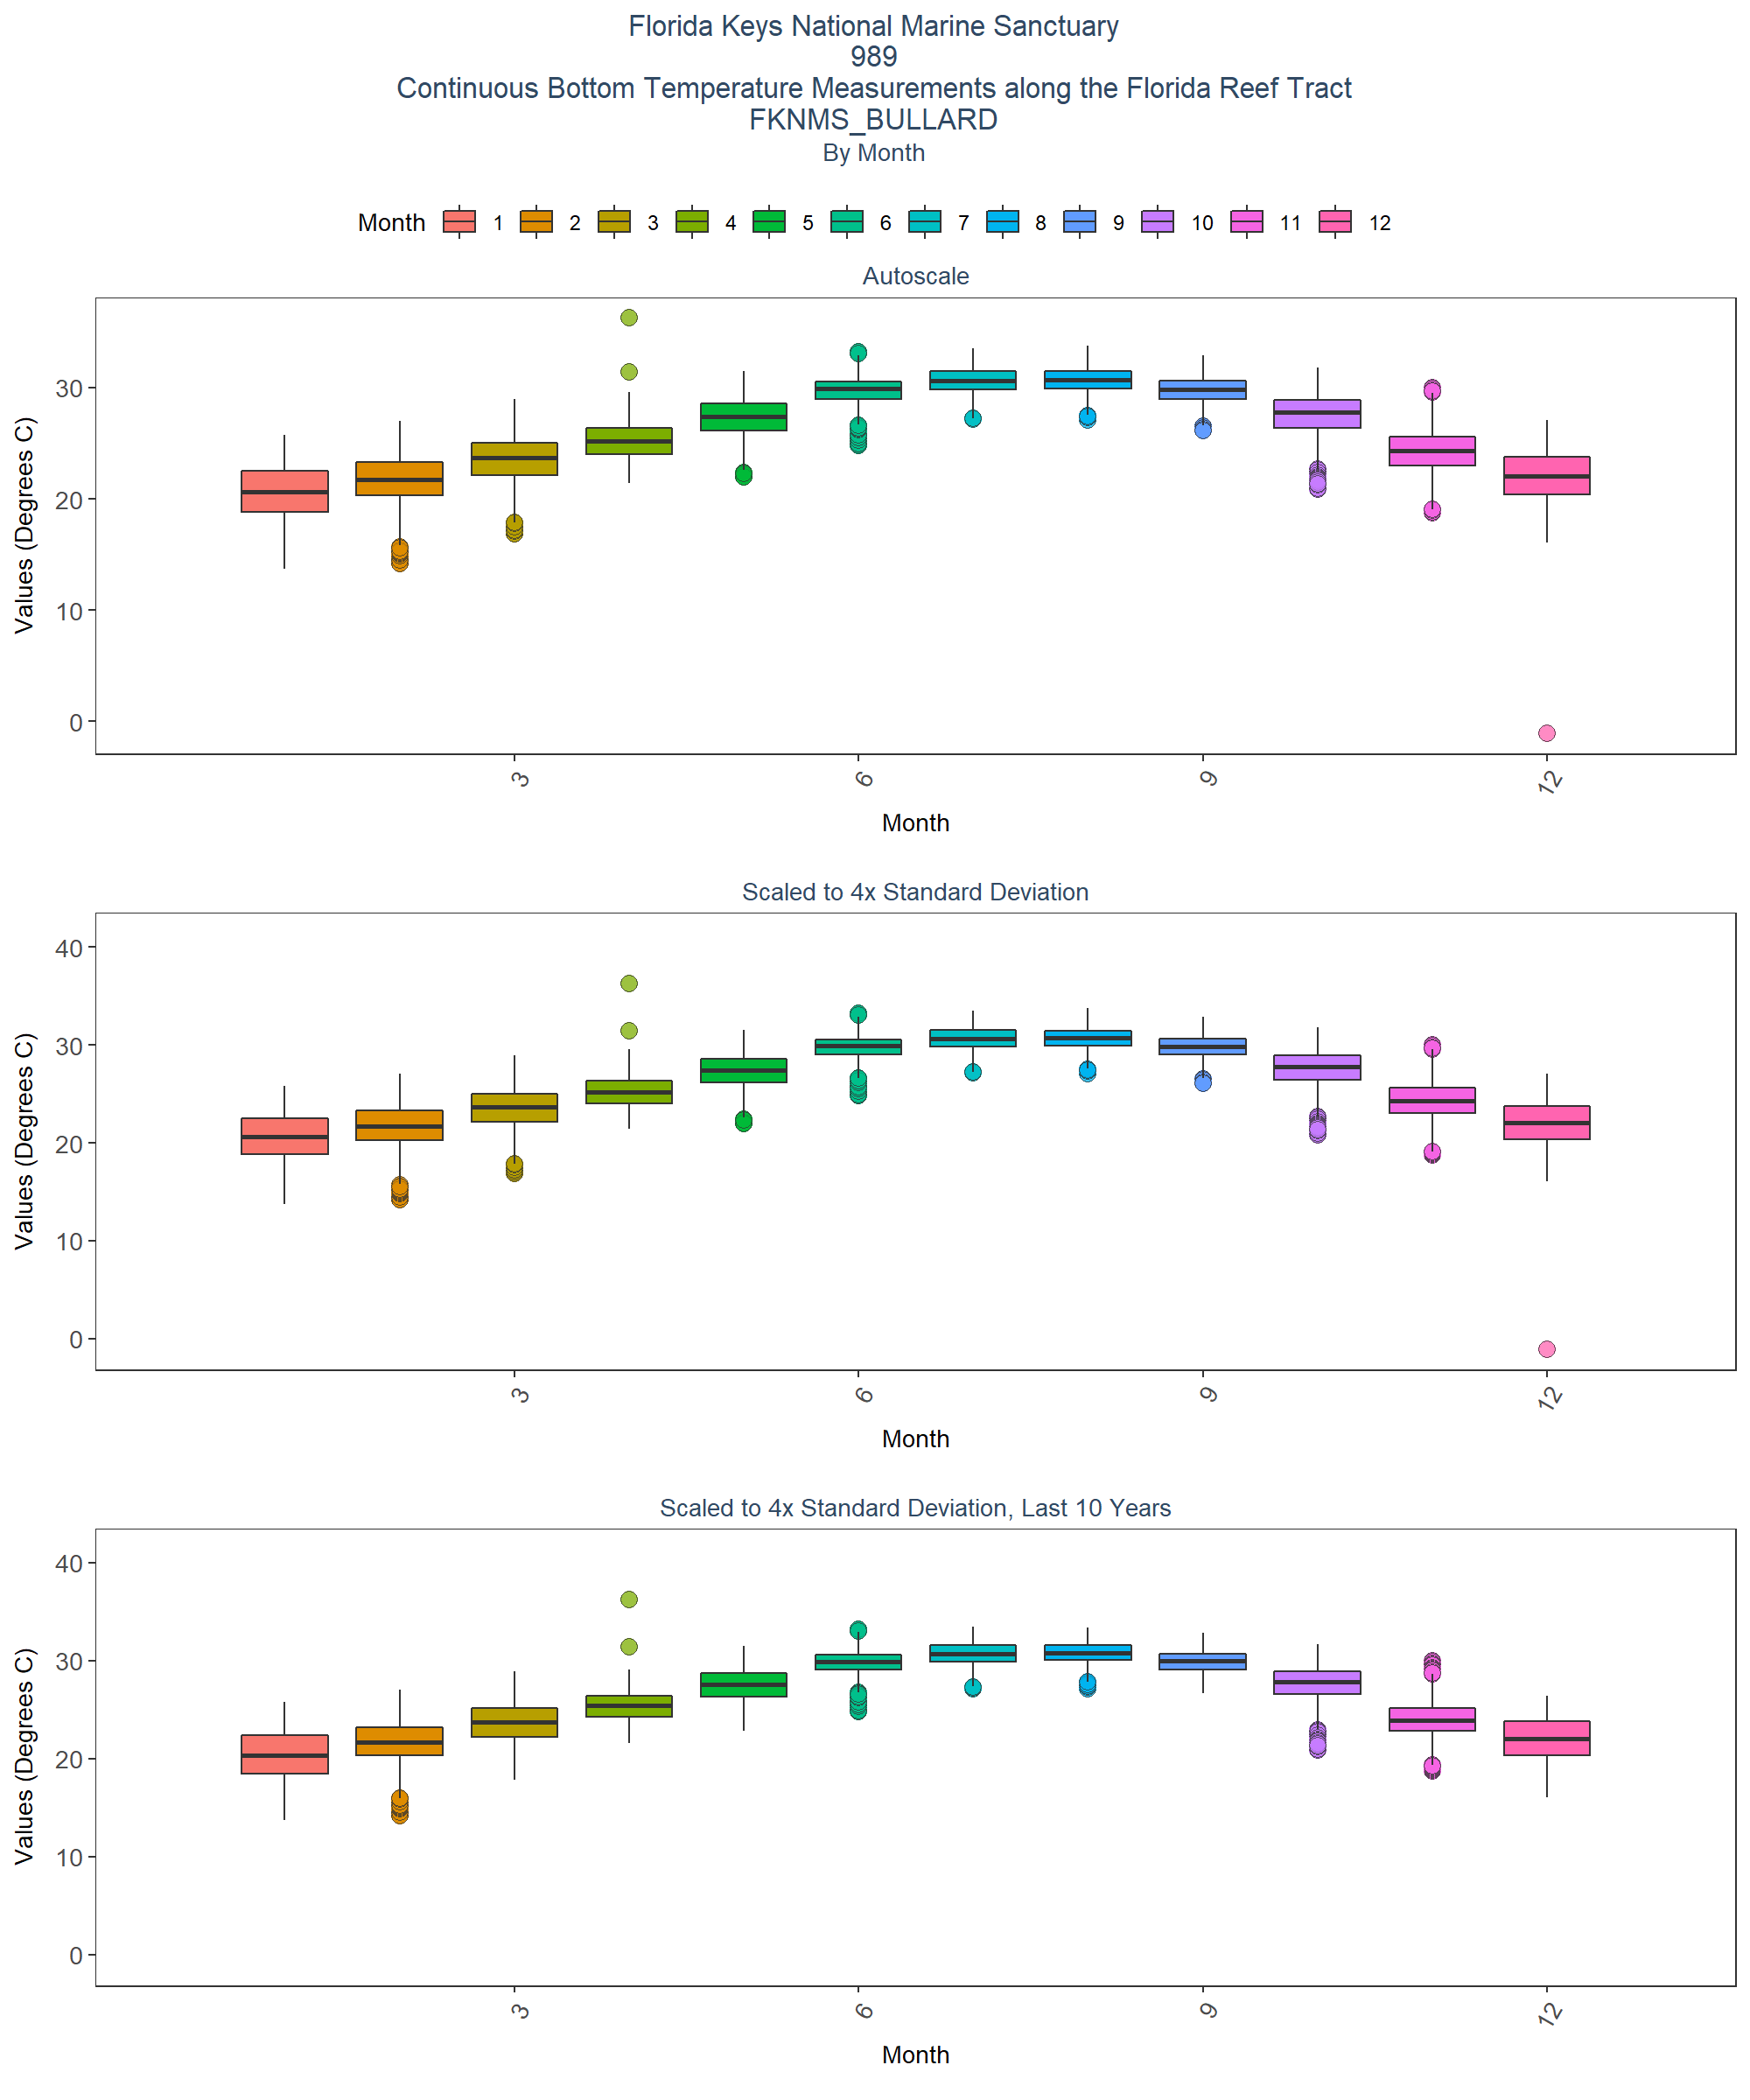 Florida Keys National Marine Sanctuary
989
Continuous Bottom Temperature Measurements along the Florida Reef Tract
FKNMS_BULLARD
By Month
Month 1 2 3 4 5 6 7 8 9 10 11 12
Autoscale
Values (Degrees C)
30
20
10
0
3 6 9 12
Month
Scaled to 4x Standard Deviation
Values (Degrees C)
40
30
20
10
0
3 6 9 12
Month
Scaled to 4x Standard Deviation, Last 10 Years
Values (Degrees C)
40
30
20
10
0
3 6 9 12
Month